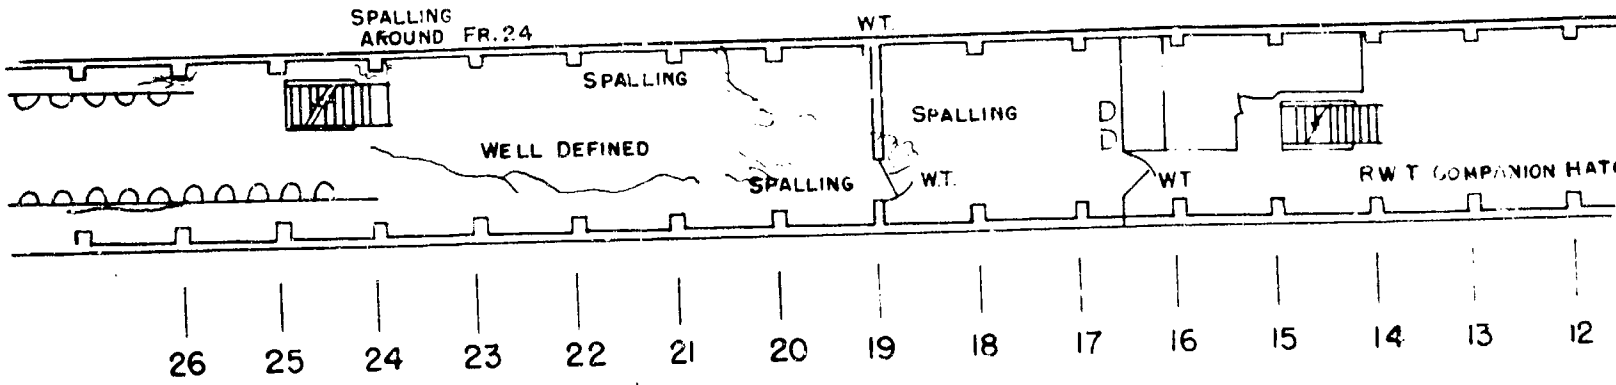 SPALLING
AROUND FR.24
W.T.
SPALLING
SPALLING
WELL DEFINED
SPALLING
W.T.
WT
RWT COMPANION HATC
26 25 24 23 22 21 20 19 18 17 16 15 14 13 12